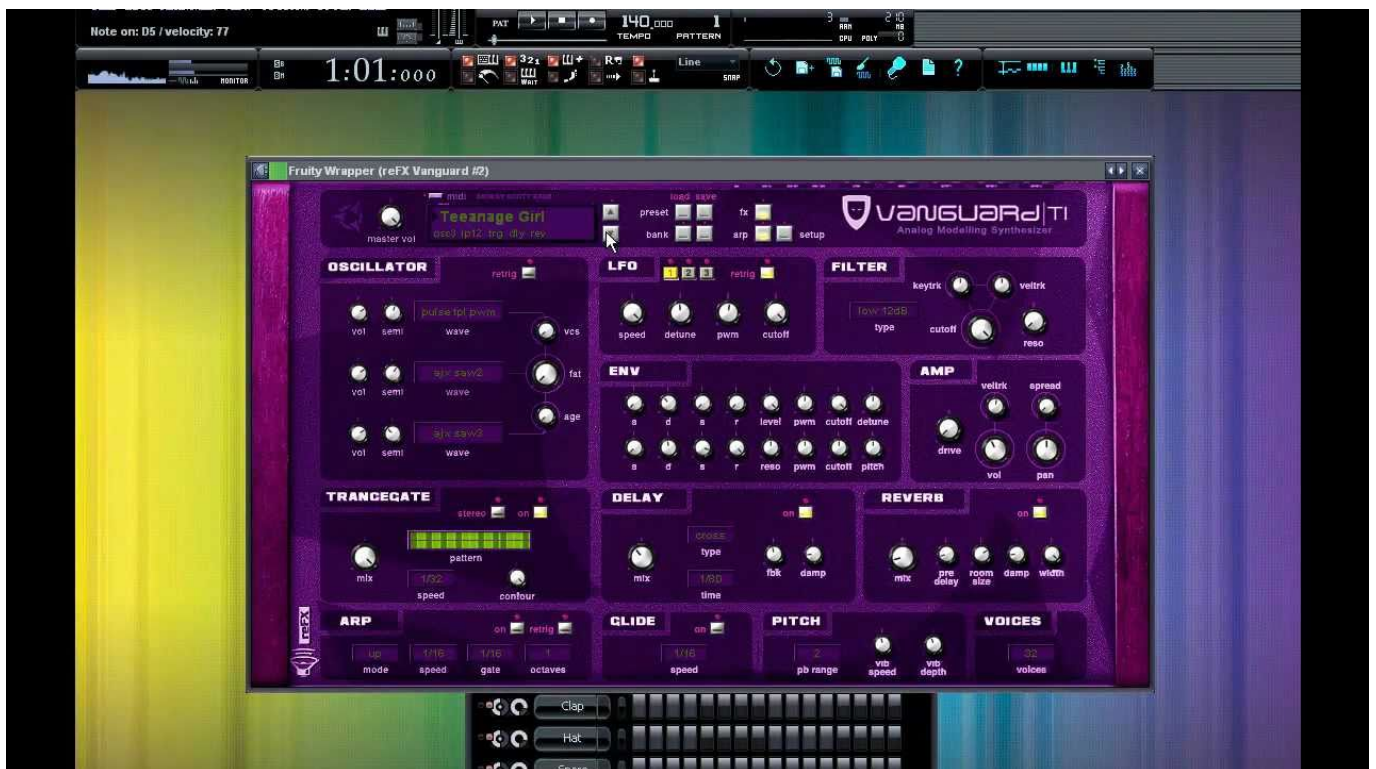 Note on: D5 / velocity: 77
PAT
140.000
1
TEMPO
PATTERN
3
CPU
POLY
MONITOR
1:01:000
321
WAIT
R
Line
SNAP
?
Fruity Wrapper (reFX Vanguard #2)
midi
load save
master vol
Teeanage Girl
osc3 lp12 trg dly rev
preset
fx
bank
arp
setup
VANGUARD|TI
Analog Modelling Synthesizer
OSCILLATOR
retrig
vol semi
pulse tpl pwm
wave
vcs
vol semi
ajx saw2
wave
fat
vol semi
ajx saw3
wave
age
LFO
1 2 3
retrig
speed detune pwm cutoff
FILTER
keytrk
veltrk
low 12dB
type
cutoff
reso
ENV
a d s r level pwm cutoff detune
a d s r reso pwm cutoff pitch
AMP
veltrk spread
drive
vol pan
TRANCEGATE
stereo on
mix
pattern
1/32
speed
contour
DELAY
on
cross
type
mix
fbk damp
1/8D
time
REVERB
on
mix
pre delay
room size
damp width
reFX
ARP
on retrig
up 1/16 1/16 1
mode speed gate octaves
GLIDE
on
1/16
speed
PITCH
2
pb range
vib speed
vib depth
VOICES
32
voices
Clap
Hat